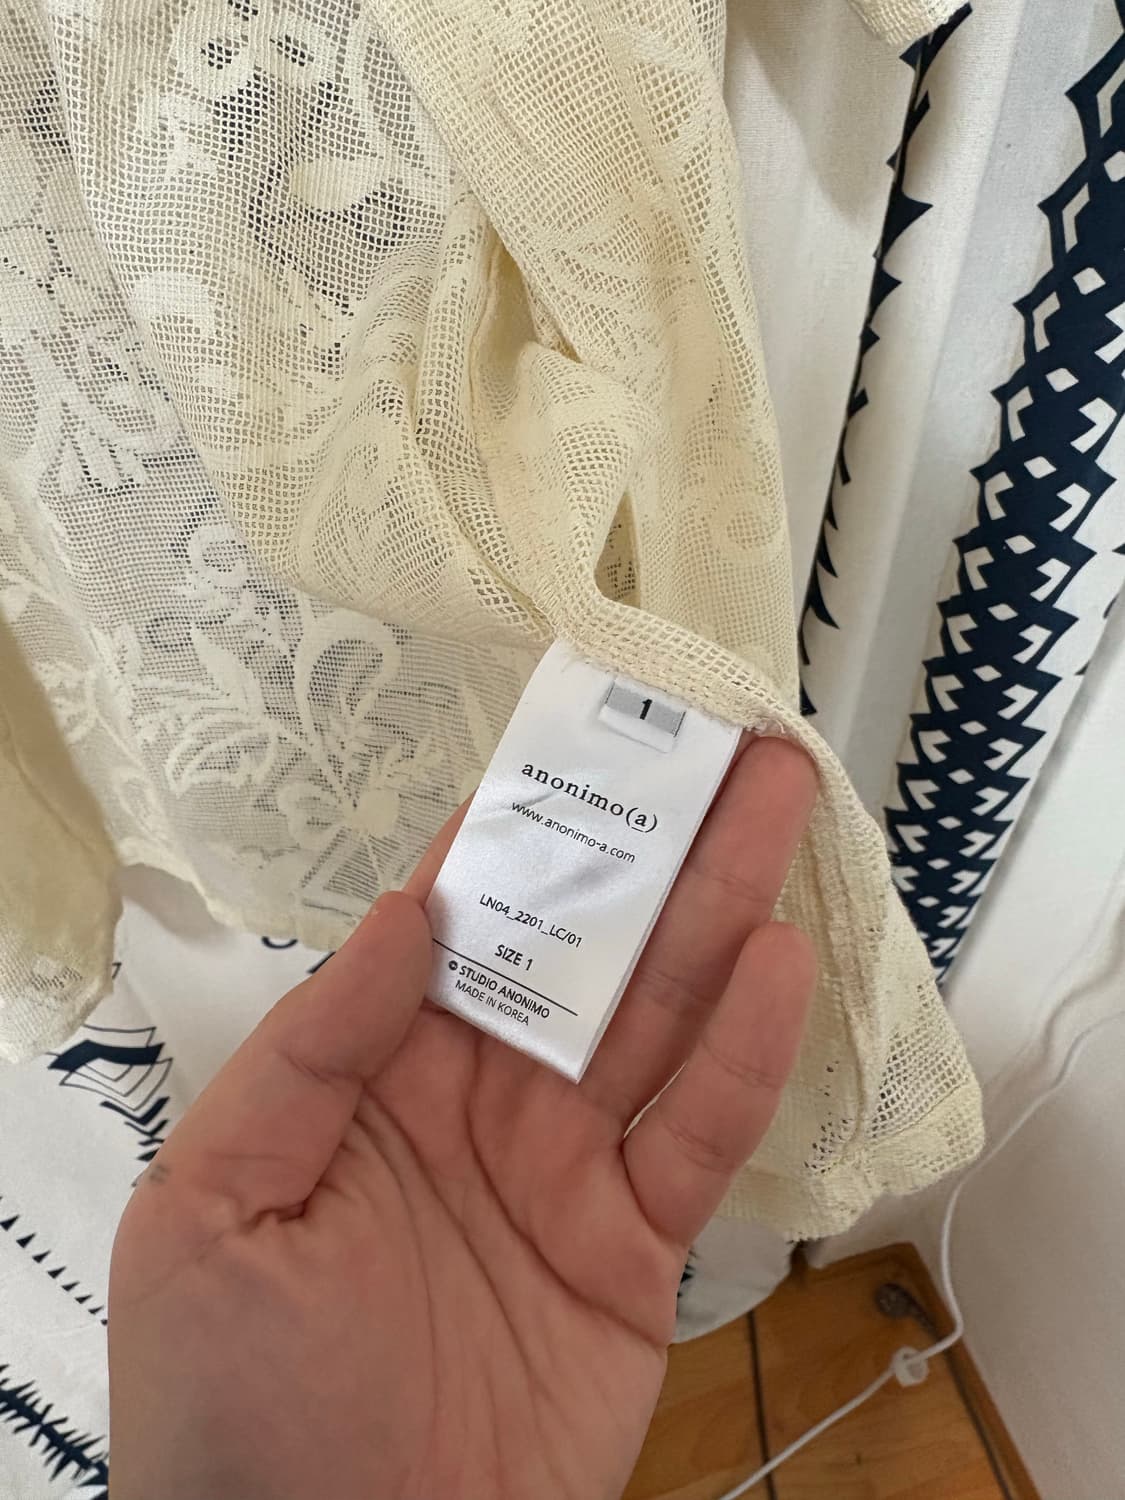 1
anonimo(a)
www.anonimo-a.com
LN04_2201_LC/01
SIZE 1
© STUDIO ANONIMO
MADE IN KOREA